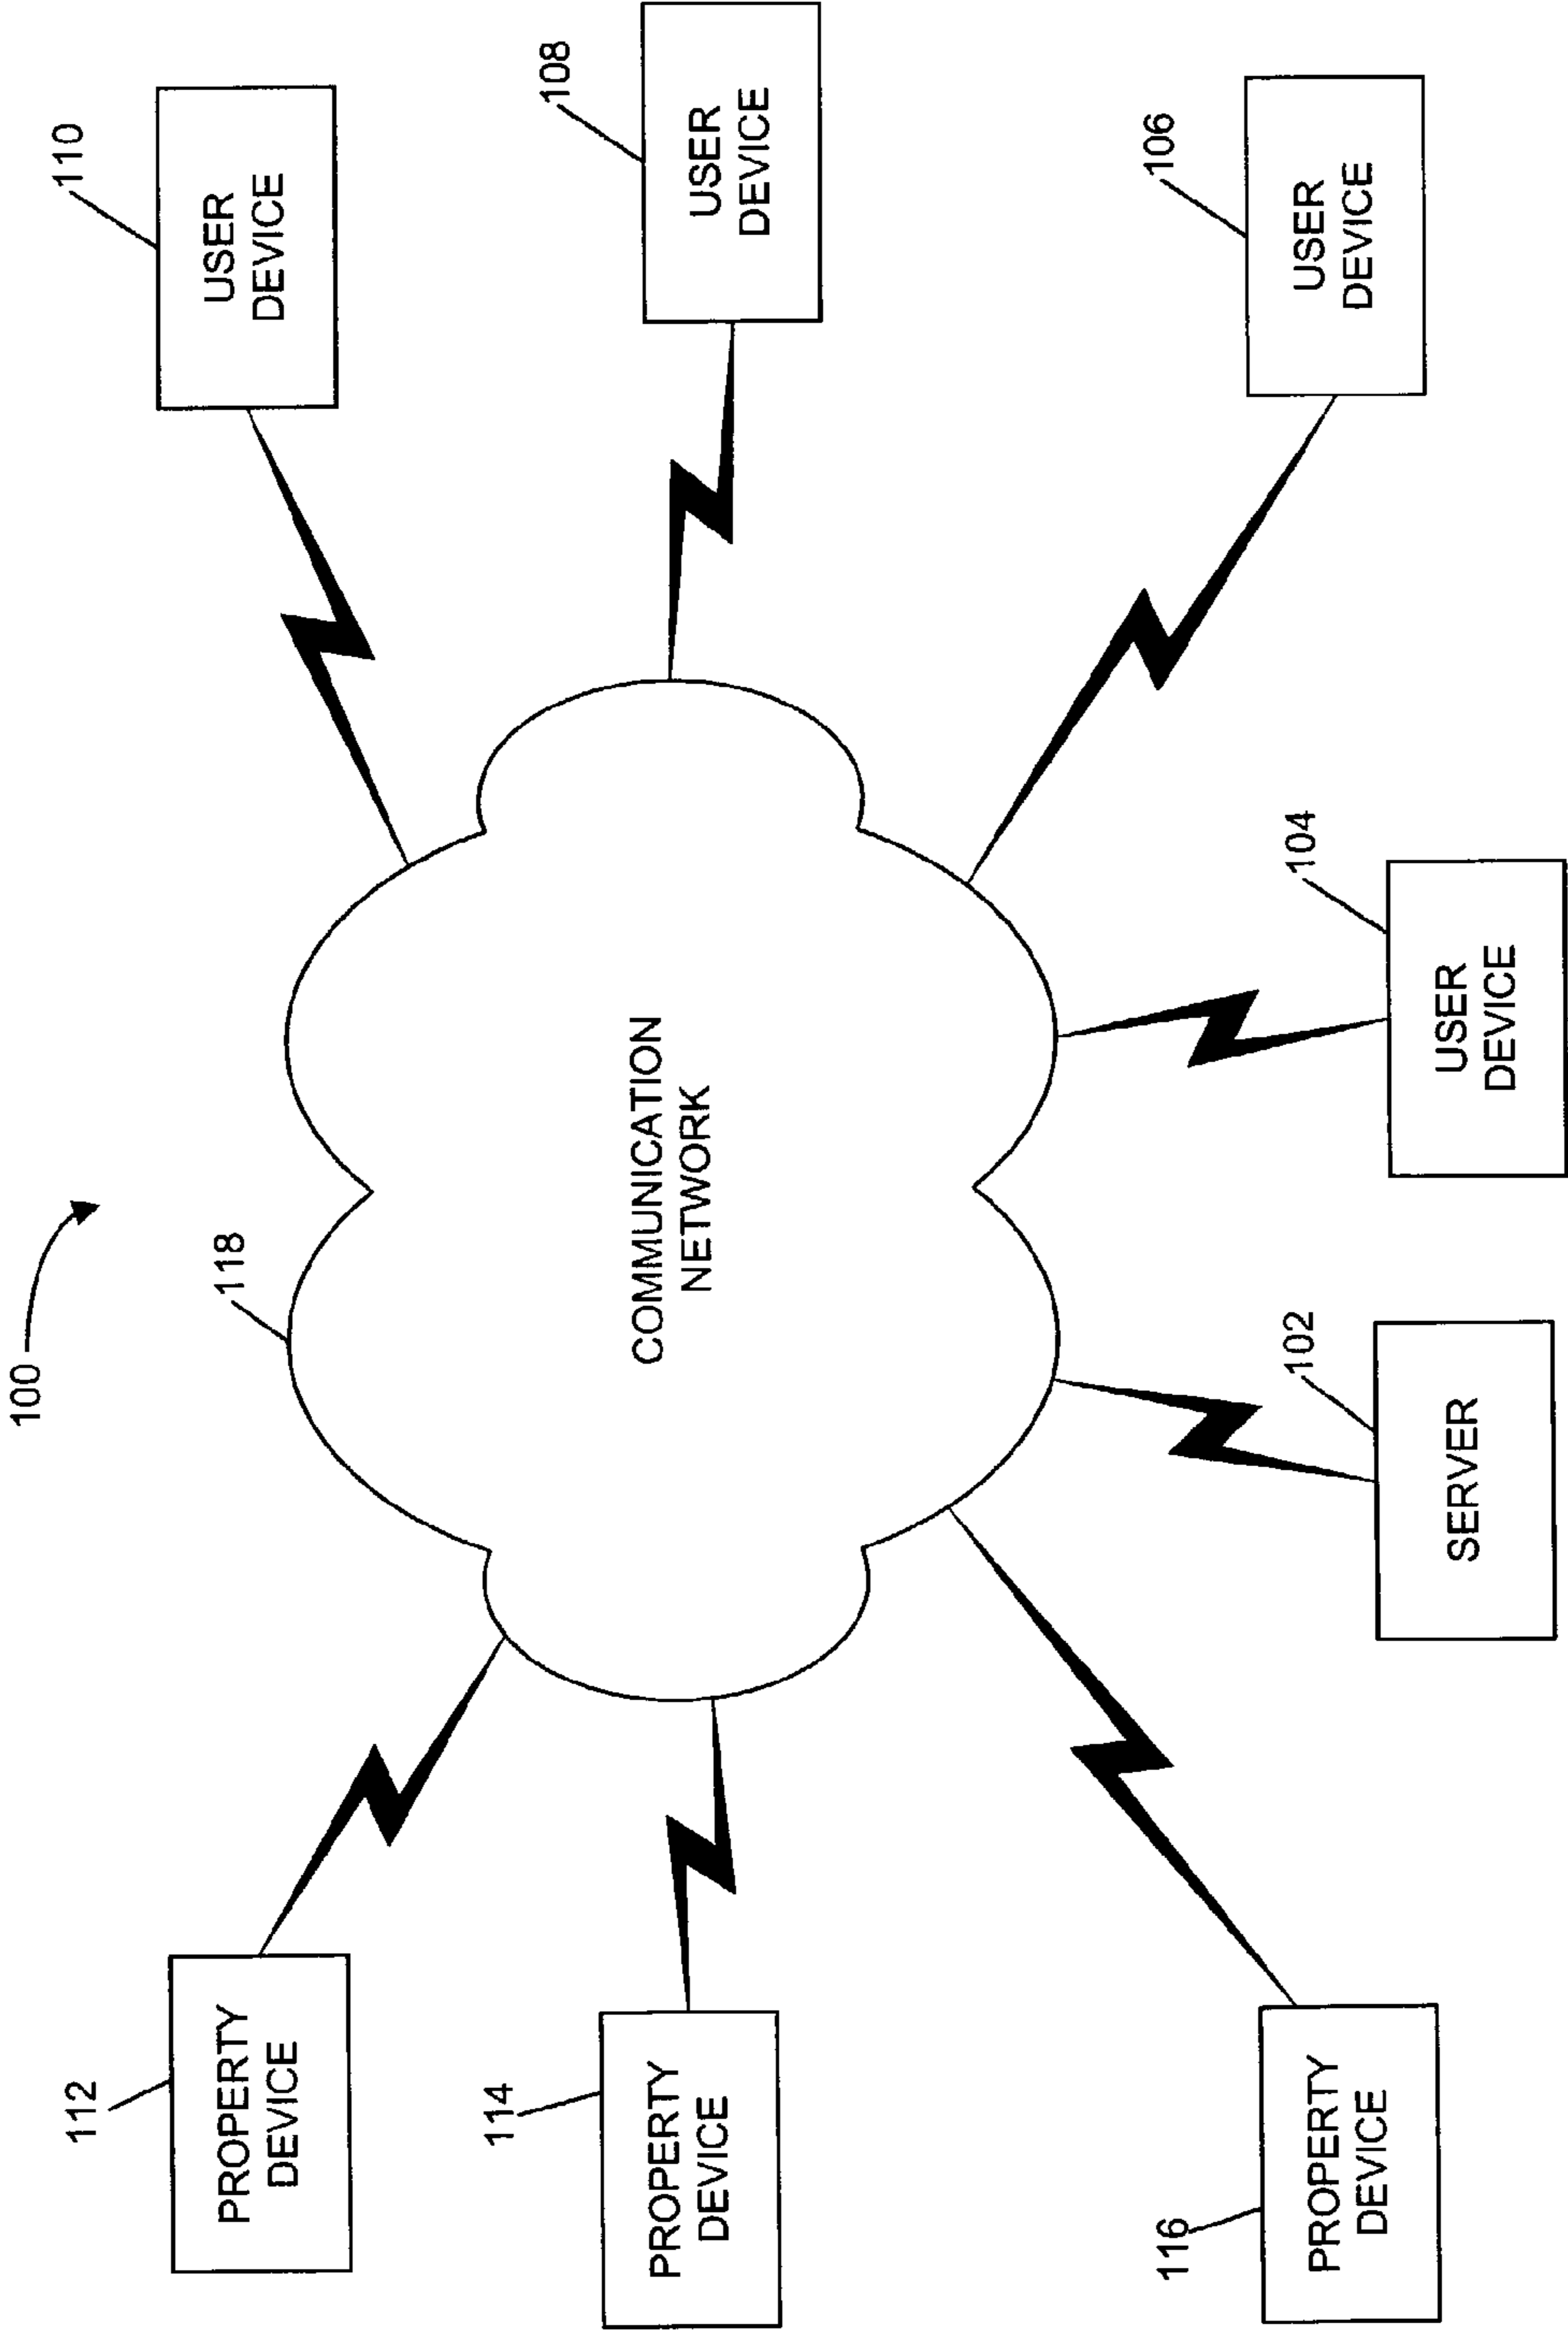 100
112
PROPERTY
DEVICE
118
110
USER
DEVICE
114
PROPERTY
DEVICE
COMMUNICATION
NETWORK
108
USER
DEVICE
116
PROPERTY
DEVICE
102
SERVER
104
USER
DEVICE
106
USER
DEVICE